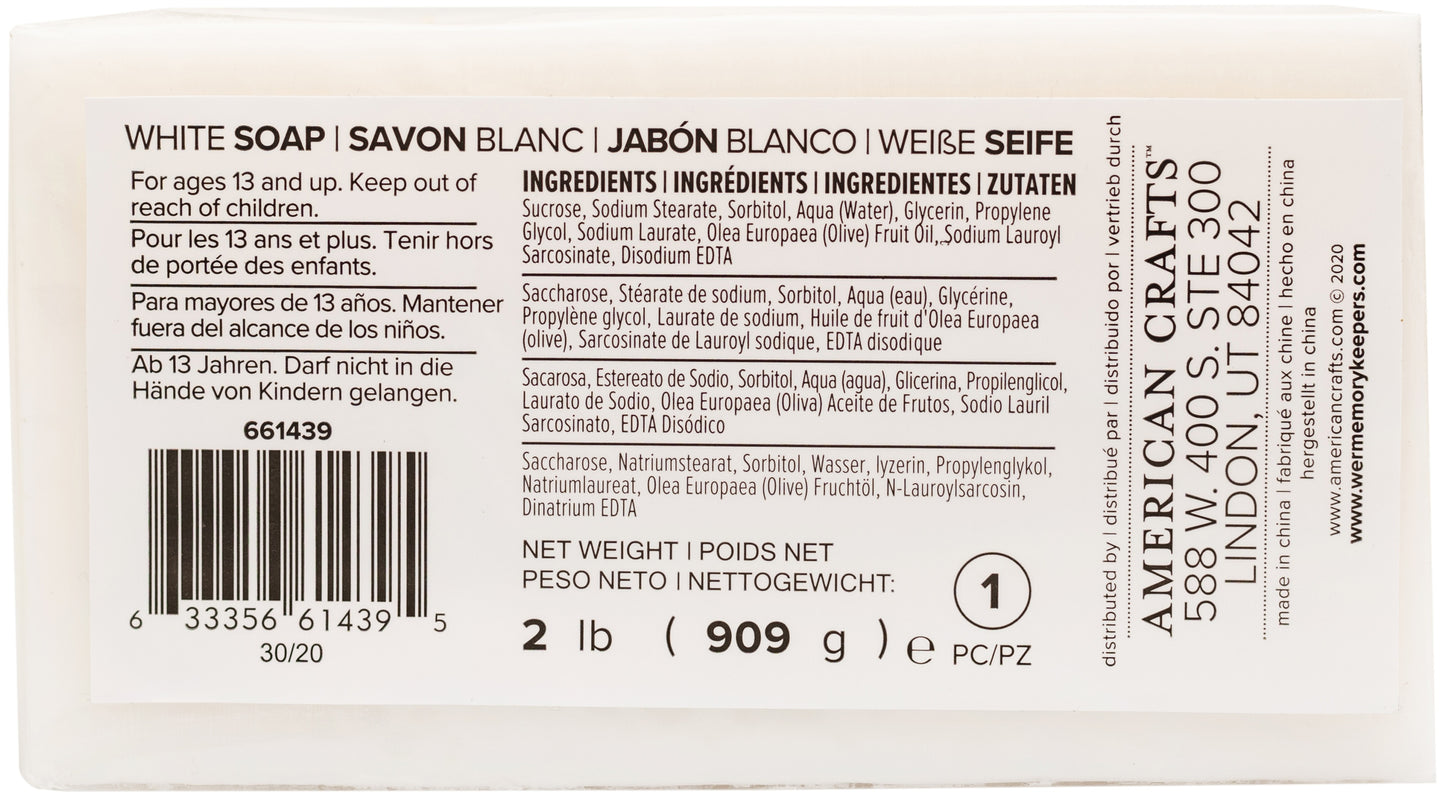 WHITE SOAP | SAVON BLANC | JABÓN BLANCO | WEIßE SEIFE
For ages 13 and up. Keep out of
reach of children.
Pour les 13 ans et plus. Tenir hors
de portée des enfants.
Para mayores de 13 años. Mantener
fuera del alcance de los niños.
Ab 13 Jahren. Darf nicht in die
Hände von Kindern gelangen.
661439
6 33356 61439 5
30/20
INGREDIENTS | INGRÉDIENTS | INGREDIENTES | ZUTATEN
Sucrose, Sodium Stearate, Sorbitol, Aqua (Water), Glycerin, Propylene
Glycol, Sodium Laurate, Olea Europaea (Olive) Fruit Oil,.Sodium Lauroyl
Sarcosinate, Disodium EDTA
Saccharose, Stéarate de sodium, Sorbitol, Aqua (eau), Glycérine,
Propylène glycol, Laurate de sodium, Huile de fruit d'Olea Europaea
(olive), Sarcosinate de Lauroyl sodique, EDTA disodique
Sacarosa, Estereato de Sodio, Sorbitol, Aqua (agua), Glicerina, Propilenglicol,
Laurato de Sodio, Olea Europaea (Oliva) Aceite de Frutos, Sodio Lauril
Sarcosinato, EDTA Disódico
Saccharose, Natriumstearat, Sorbitol, Wasser, lyzerin, Propylenglykol,
Natriumlaureat, Olea Europaea (Olive) Fruchtöl, N-Lauroylsarcosin,
Dinatrium EDTA
NET WEIGHT | POIDS NET
PESO NETO | NETTOGEWICHT:
2 lb ( 909 g ) e
1
PC/PZ
distributed by | distribué par | distribuido por | vertrieb durch
AMERICAN CRAFTS™
588 W. 400 S. STE 300
LINDON, UT 84042
made in china | fabriqué aux chine | hecho en china
hergestellt in china
www.americancrafts.com © 2020
www.wermemorykeepers.com